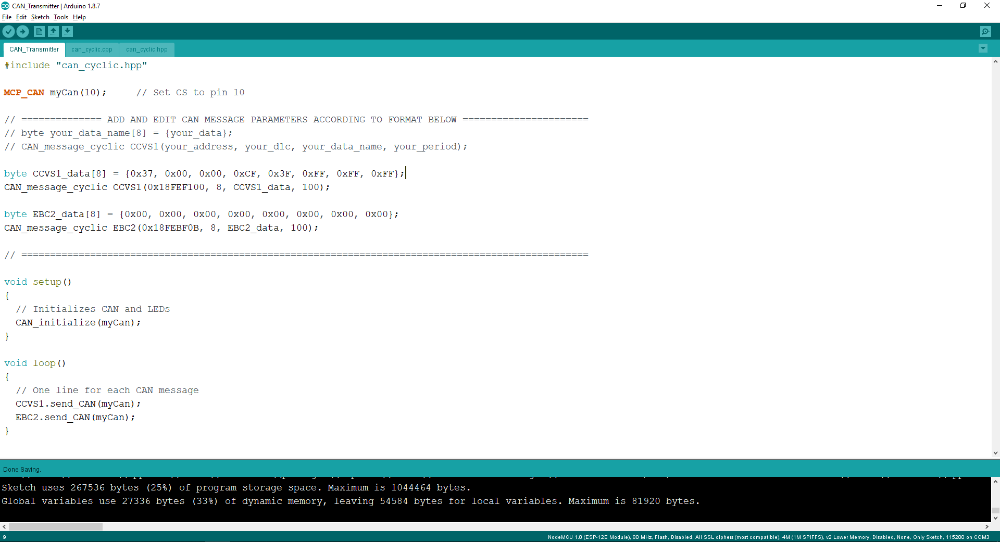 CAN_Transmitter | Arduino 1.8.7
File Edit Sketch Tools Help
CAN_Transmitter can_cyclic.cpp can_cyclic.hpp
#include "can_cyclic.hpp"
MCP_CAN myCan(10);     // Set CS to pin 10
// ============== ADD AND EDIT CAN MESSAGE PARAMETERS ACCORDING TO FORMAT BELOW ======================
// byte your_data_name[8] = {your_data};
// CAN_message_cyclic CCVS1(your_address, your_dlc, your_data_name, your_period);
byte CCVS1_data[8] = {0x37, 0x00, 0x00, 0xCF, 0x3F, 0xFF, 0xFF, 0xFF};
CAN_message_cyclic CCVS1(0x18FEF100, 8, CCVS1_data, 100);
byte EBC2_data[8] = {0x00, 0x00, 0x00, 0x00, 0x00, 0x00, 0x00, 0x00};
CAN_message_cyclic EBC2(0x18FEBF0B, 8, EBC2_data, 100);
// ===================================================================================================
void setup()
{
  // Initializes CAN and LEDs
  CAN_initialize(myCan);
}
void loop()
{
  // One line for each CAN message
  CCVS1.send_CAN(myCan);
  EBC2.send_CAN(myCan);
}
Done Saving.
Sketch uses 267536 bytes (25%) of program storage space. Maximum is 1044464 bytes.
Global variables use 27336 bytes (33%) of dynamic memory, leaving 54584 bytes for local variables. Maximum is 81920 bytes.
9
NodeMCU 1.0 (ESP-12E Module), 80 MHz, Flash, Disabled, All SSL ciphers (most compatible), 4M (1M SPIFFS), v2 Lower Memory, Disabled, None, Only Sketch, 115200 on COM3